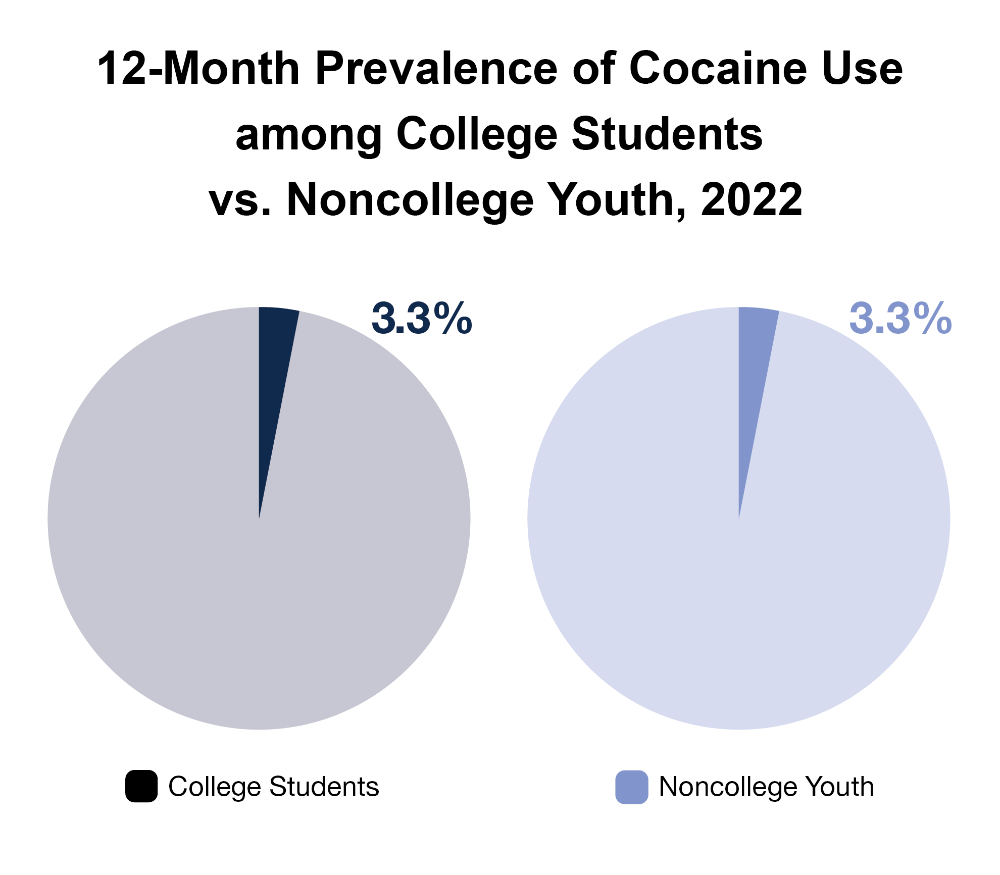 12-Month Prevalence of Cocaine Use
among College Students
vs. Noncollege Youth, 2022
3.3%
3.3%
College Students
Noncollege Youth